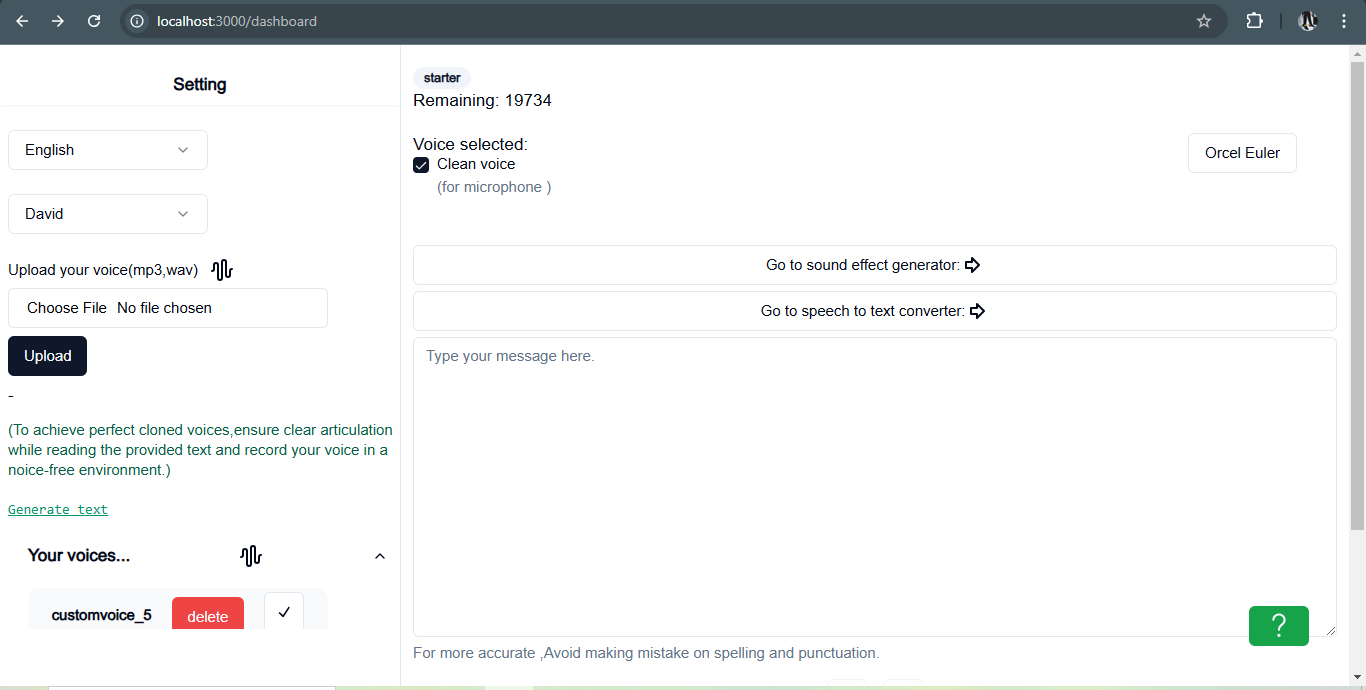 localhost:3000/dashboard
Setting
English
David
Upload your voice(mp3,wav)
Choose File No file chosen
Upload
-
(To achieve perfect cloned voices,ensure clear articulation
while reading the provided text and record your voice in a
noice-free environment.)
Generate text
Your voices...
customvoice_5 delete
starter
Remaining: 19734
Voice selected:
Clean voice
(for microphone )
Orcel Euler
Go to sound effect generator:
Go to speech to text converter:
Type your message here.
?
For more accurate ,Avoid making mistake on spelling and punctuation.